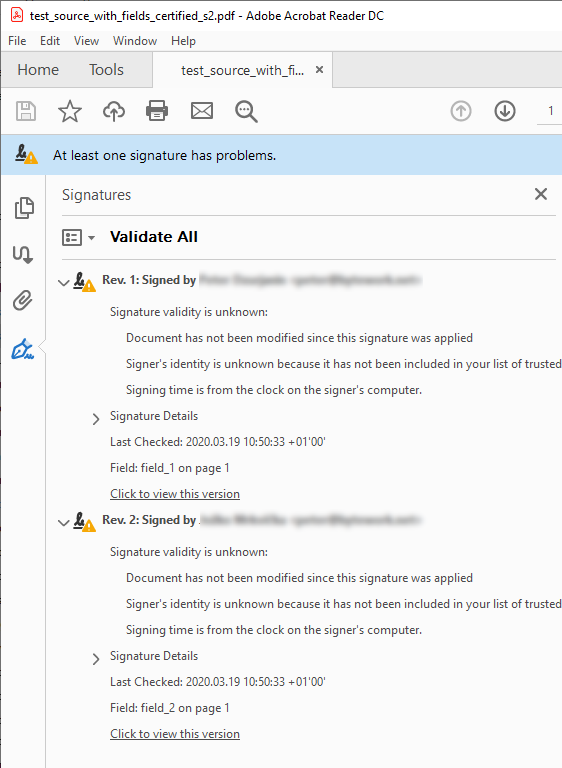 test_source_with_fields_certified_s2.pdf - Adobe Acrobat Reader DC
File Edit View Window Help
Home Tools test_source_with_fi... ×
1
At least one signature has problems.
Signatures
Validate All
Rev. 1: Signed by
Signature validity is unknown:
Document has not been modified since this signature was applied
Signer's identity is unknown because it has not been included in your list of trusted
Signing time is from the clock on the signer's computer.
Signature Details
Last Checked: 2020.03.19 10:50:33 +01'00'
Field: field_1 on page 1
Click to view this version
Rev. 2: Signed by
Signature validity is unknown:
Document has not been modified since this signature was applied
Signer's identity is unknown because it has not been included in your list of trusted
Signing time is from the clock on the signer's computer.
Signature Details
Last Checked: 2020.03.19 10:50:33 +01'00'
Field: field_2 on page 1
Click to view this version